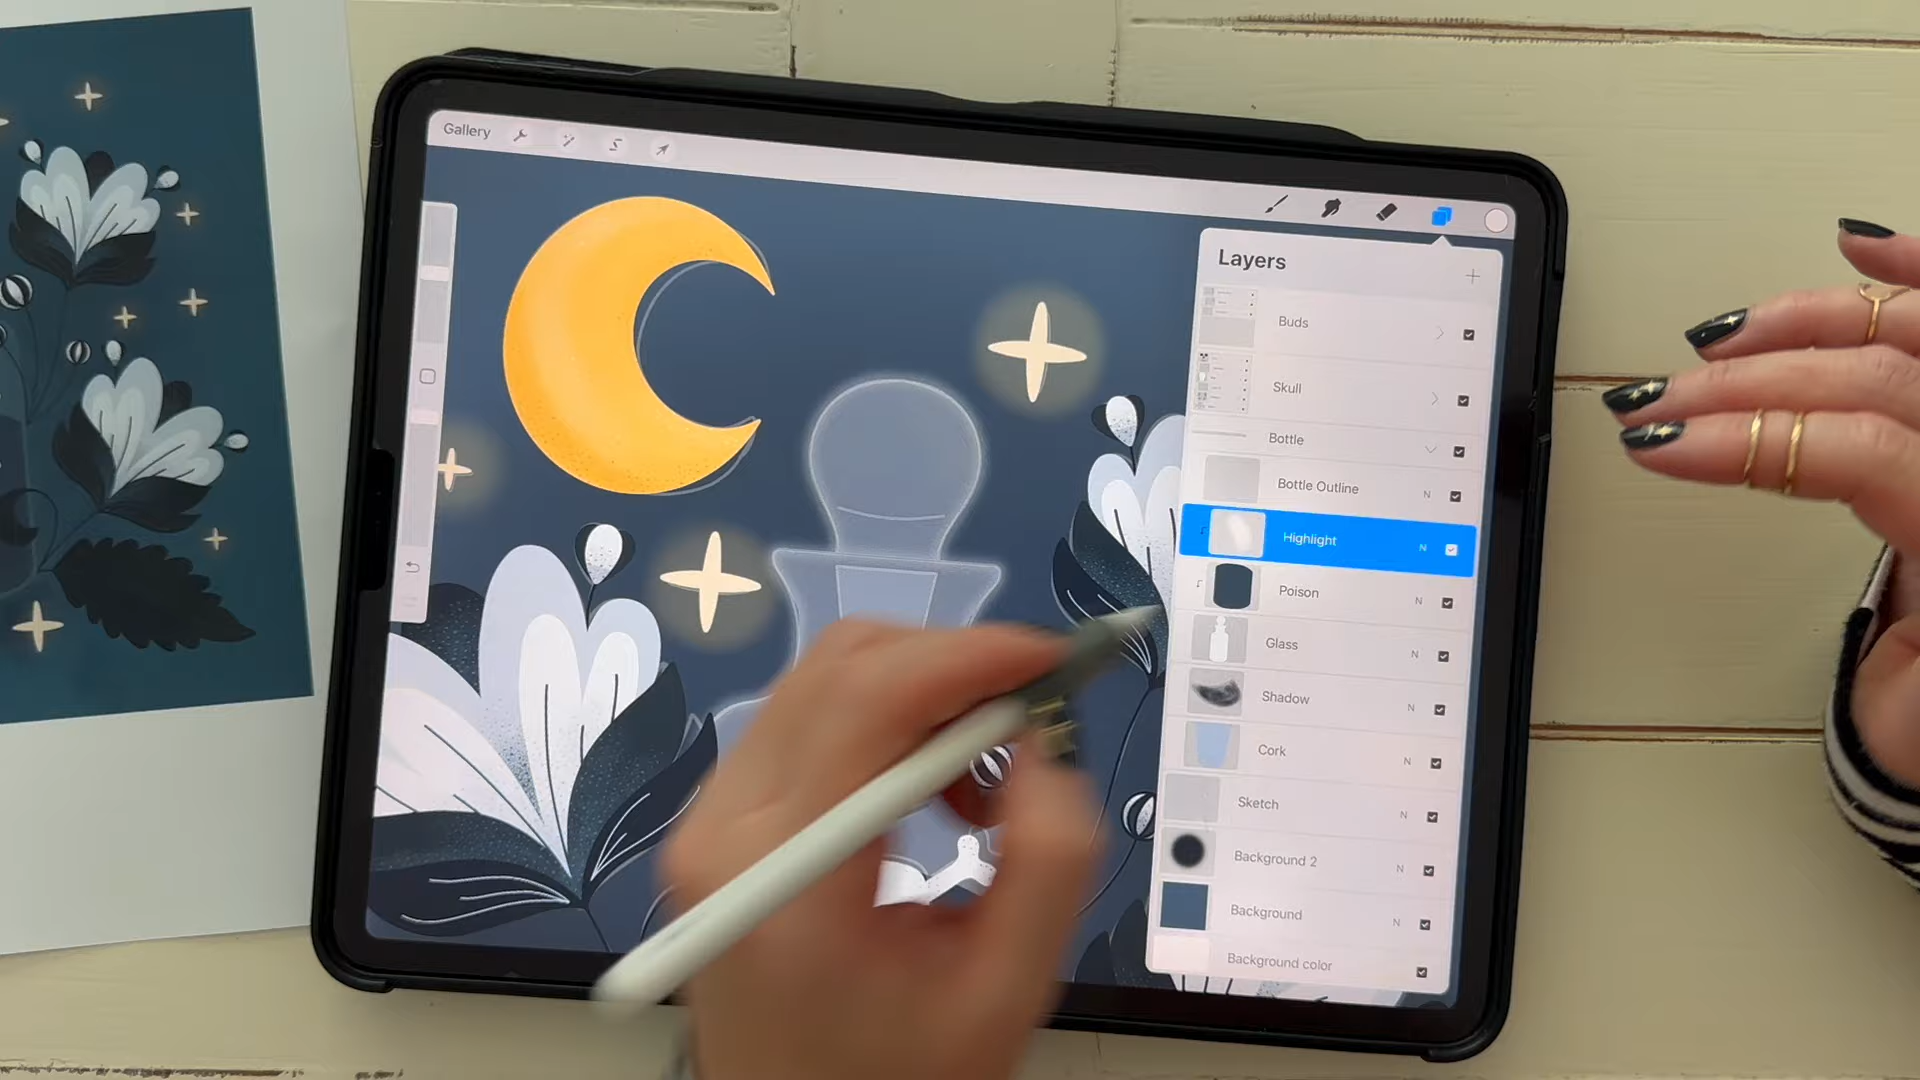 Gallery
Layers
Buds
Skull
Bottle
Bottle Outline N
Highlight N
Poison N
Glass N
Shadow N
Cork N
Sketch N
Background 2 N
Background N
Background color